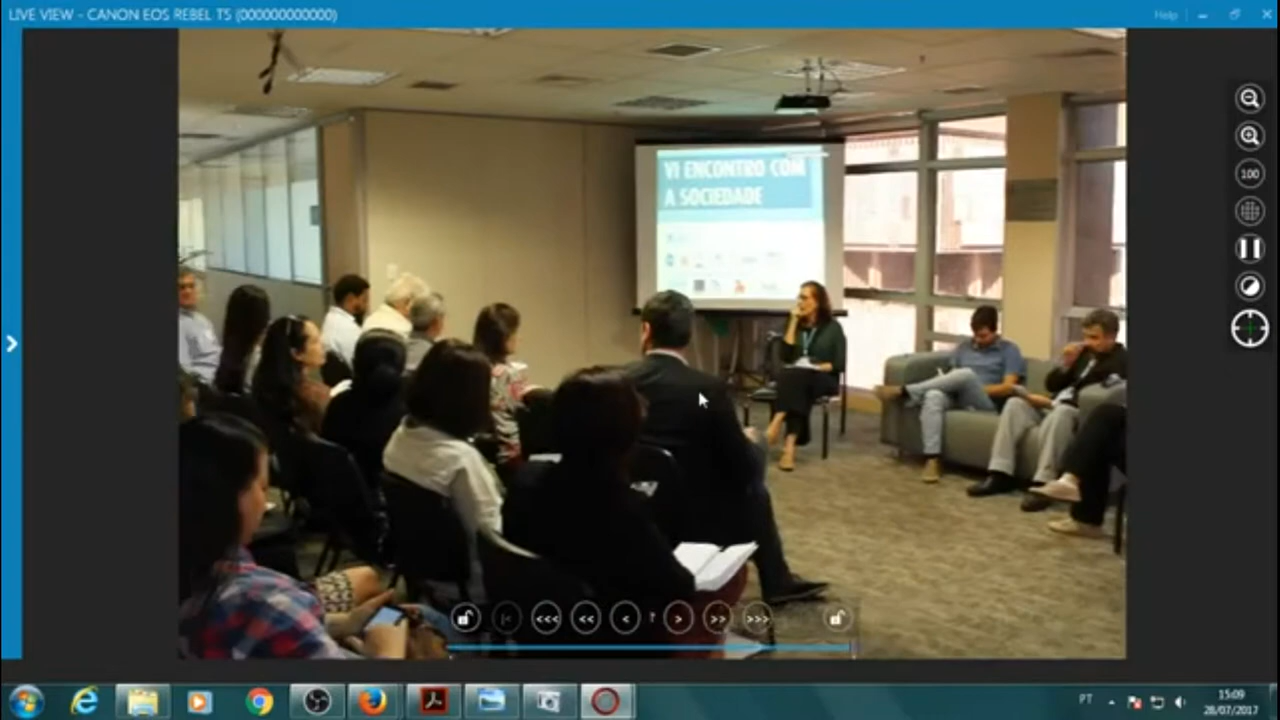 LIVE VIEW - CANON EOS REBEL T5 (000000000000)
Help
100
VI ENCONTRO COM
A SOCIEDADE
?
PT
15:09
28/07/2017